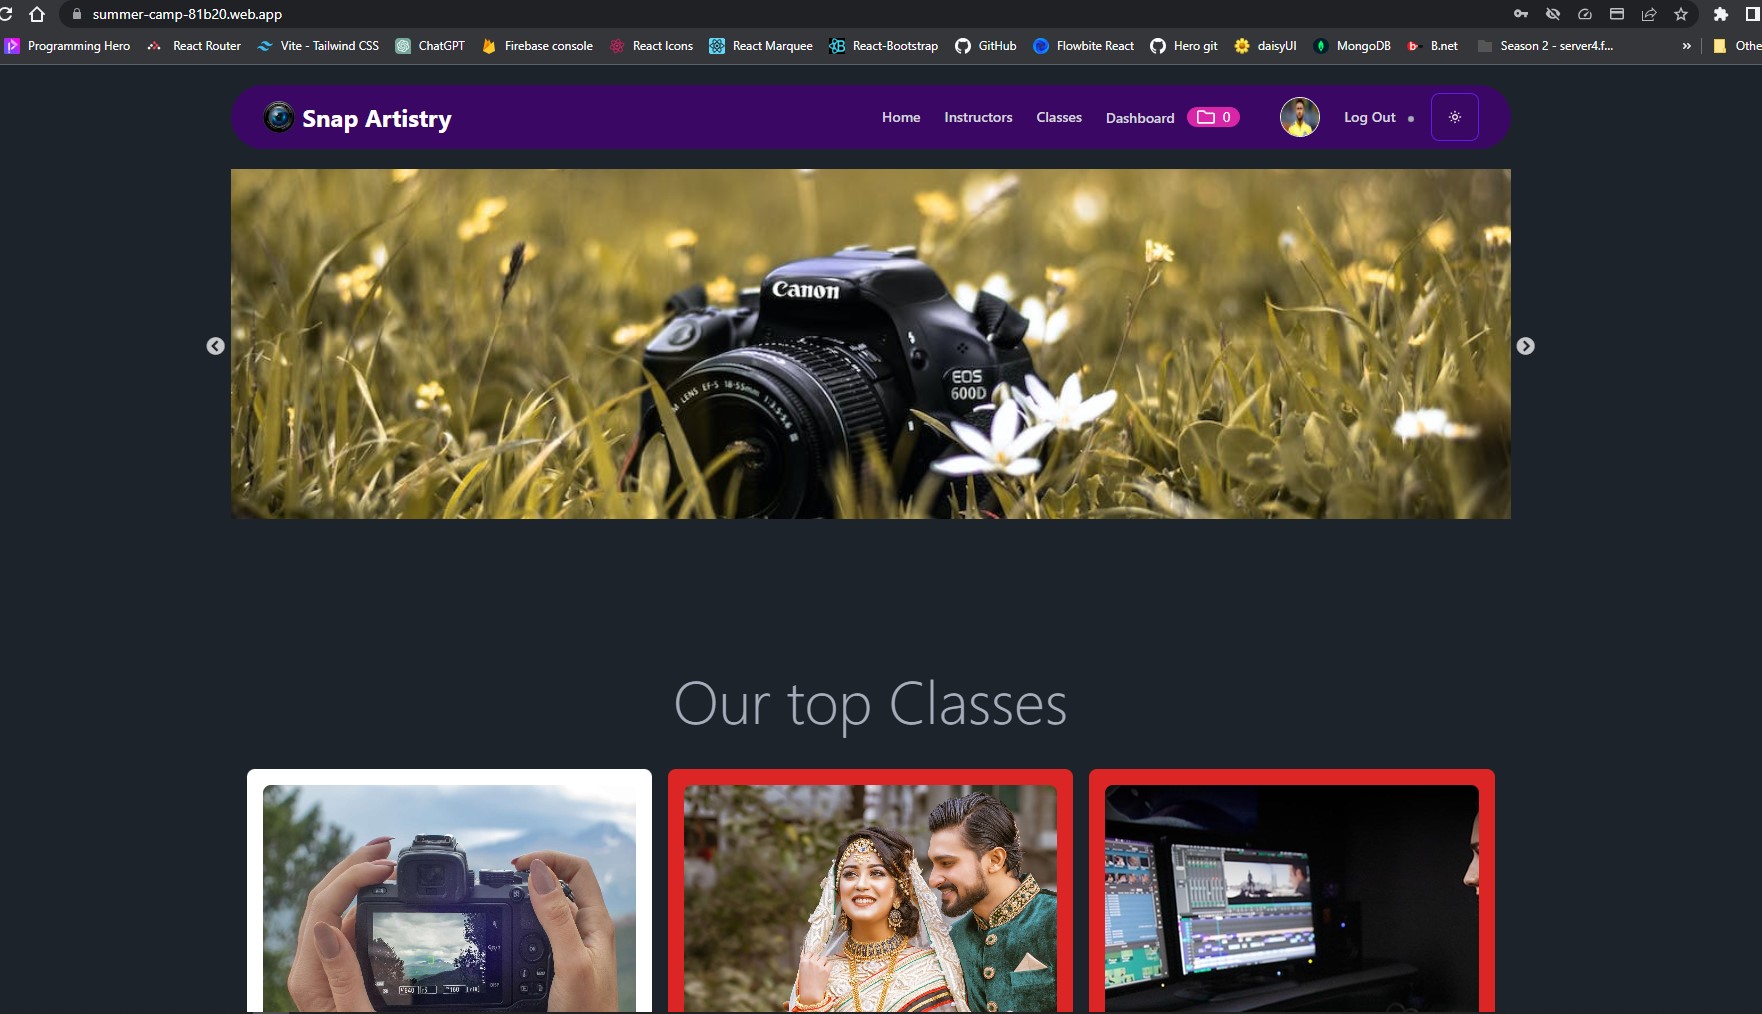 summer-camp-81b20.web.app
Programming Hero React Router Vite - Tailwind CSS ChatGPT Firebase console React Icons React Marquee React-Bootstrap GitHub Flowbite React Hero git daisyUI MongoDB B.net Season 2 - server4.f... » Othe
Snap Artistry Home Instructors Classes Dashboard 0 Log Out
Canon
LENS EF-S 18-55mm 1:3.5-5.6
EOS
600D
Our top Classes